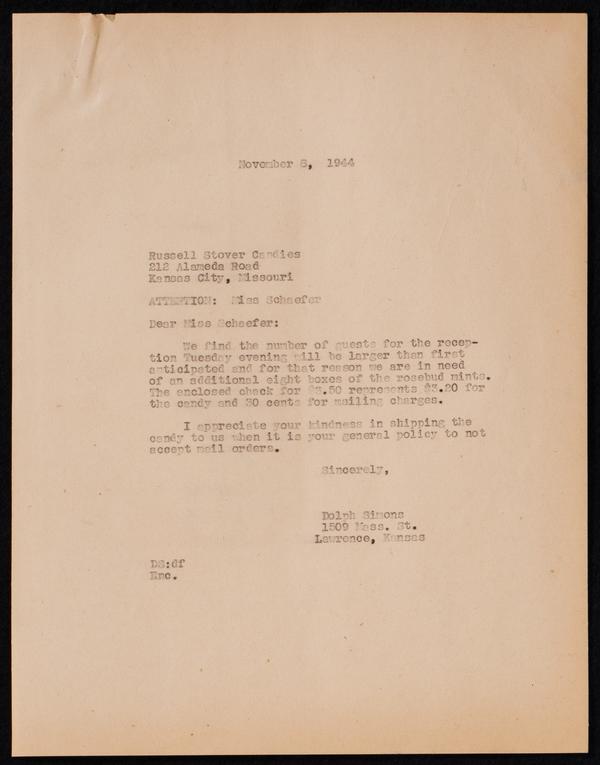 November 8, 1944
Russell Stover Candies
212 Alameda Road
Kansas City, Missouri
ATTENTION: Miss Schaefer
Dear Miss Schaefer:
We find the number of guests for the recep-
tion Tuesday evening will be larger than first
anticipated and for that reason we are in need
of an additional eight boxes of the rosebud mints.
The enclosed check for $3.50 represents $3.20 for
the candy and 30 cents for mailing charges.
I appreciate your kindness in shipping the
candy to us when it is your general policy to not
accept mail orders.
Sincerely,
Dolph Simons
1509 Mass. St.
Lawrence, Kansas
DS:df
Enc.